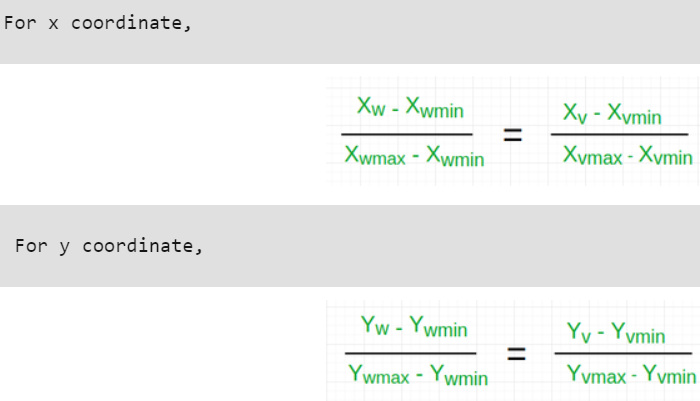 For x coordinate,
Xw - Xwmin
Xwmax - Xwmin
=
Xv - Xvmin
Xvmax - Xvmin
For y coordinate,
Yw - Ywmin
Ywmax - Ywmin
=
Yv - Yvmin
Yvmax - Yvmin